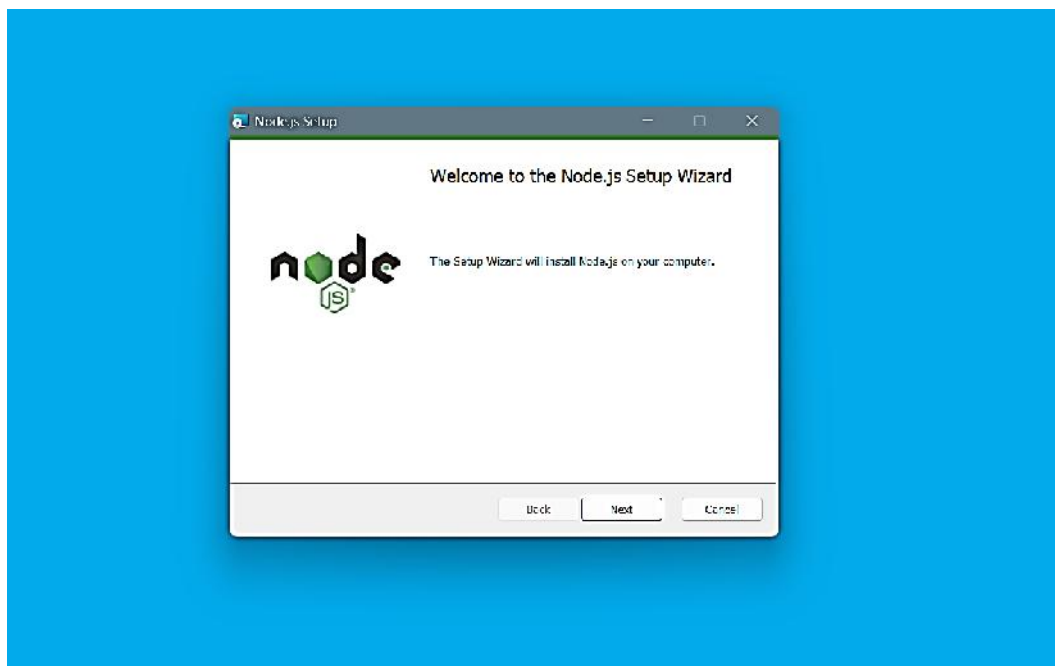 Node.js Setup
Welcome to the Node.js Setup Wizard
node
JS
The Setup Wizard will install Node.js on your computer.
Back
Next
Cancel